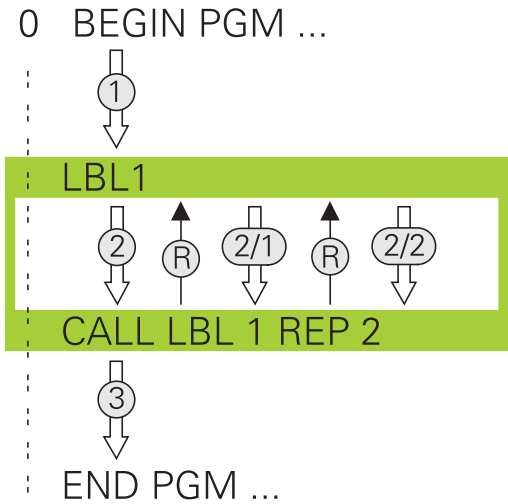 0 BEGIN PGM ...
1
LBL1
2 R 2/1 R 2/2
CALL LBL 1 REP 2
3
END PGM ...